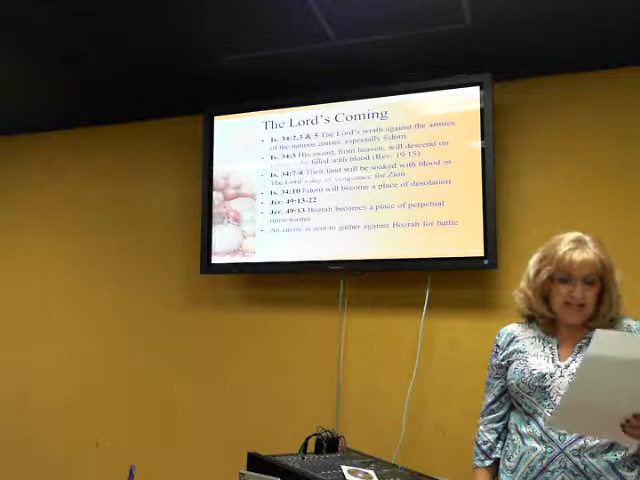 The Lord's Coming
• Is. 34:2,3 & 5 The Lord's wrath against the armies
of the nations comes, especially Edom
• Is. 34:5 His sword, from heaven, will descend on
filled with blood (Rev. 19:15)
• Is. 34:7-8 Their land will be soaked with blood in
The Lord's day of Vengeance for Zion
• Is. 34:10 Edom will become a place of desolation
• Jer. 49:13-22
• Jer. 49:13 Bozrah becomes a place of perpetual
• An envoy is sent to gather against Bozrah for battle